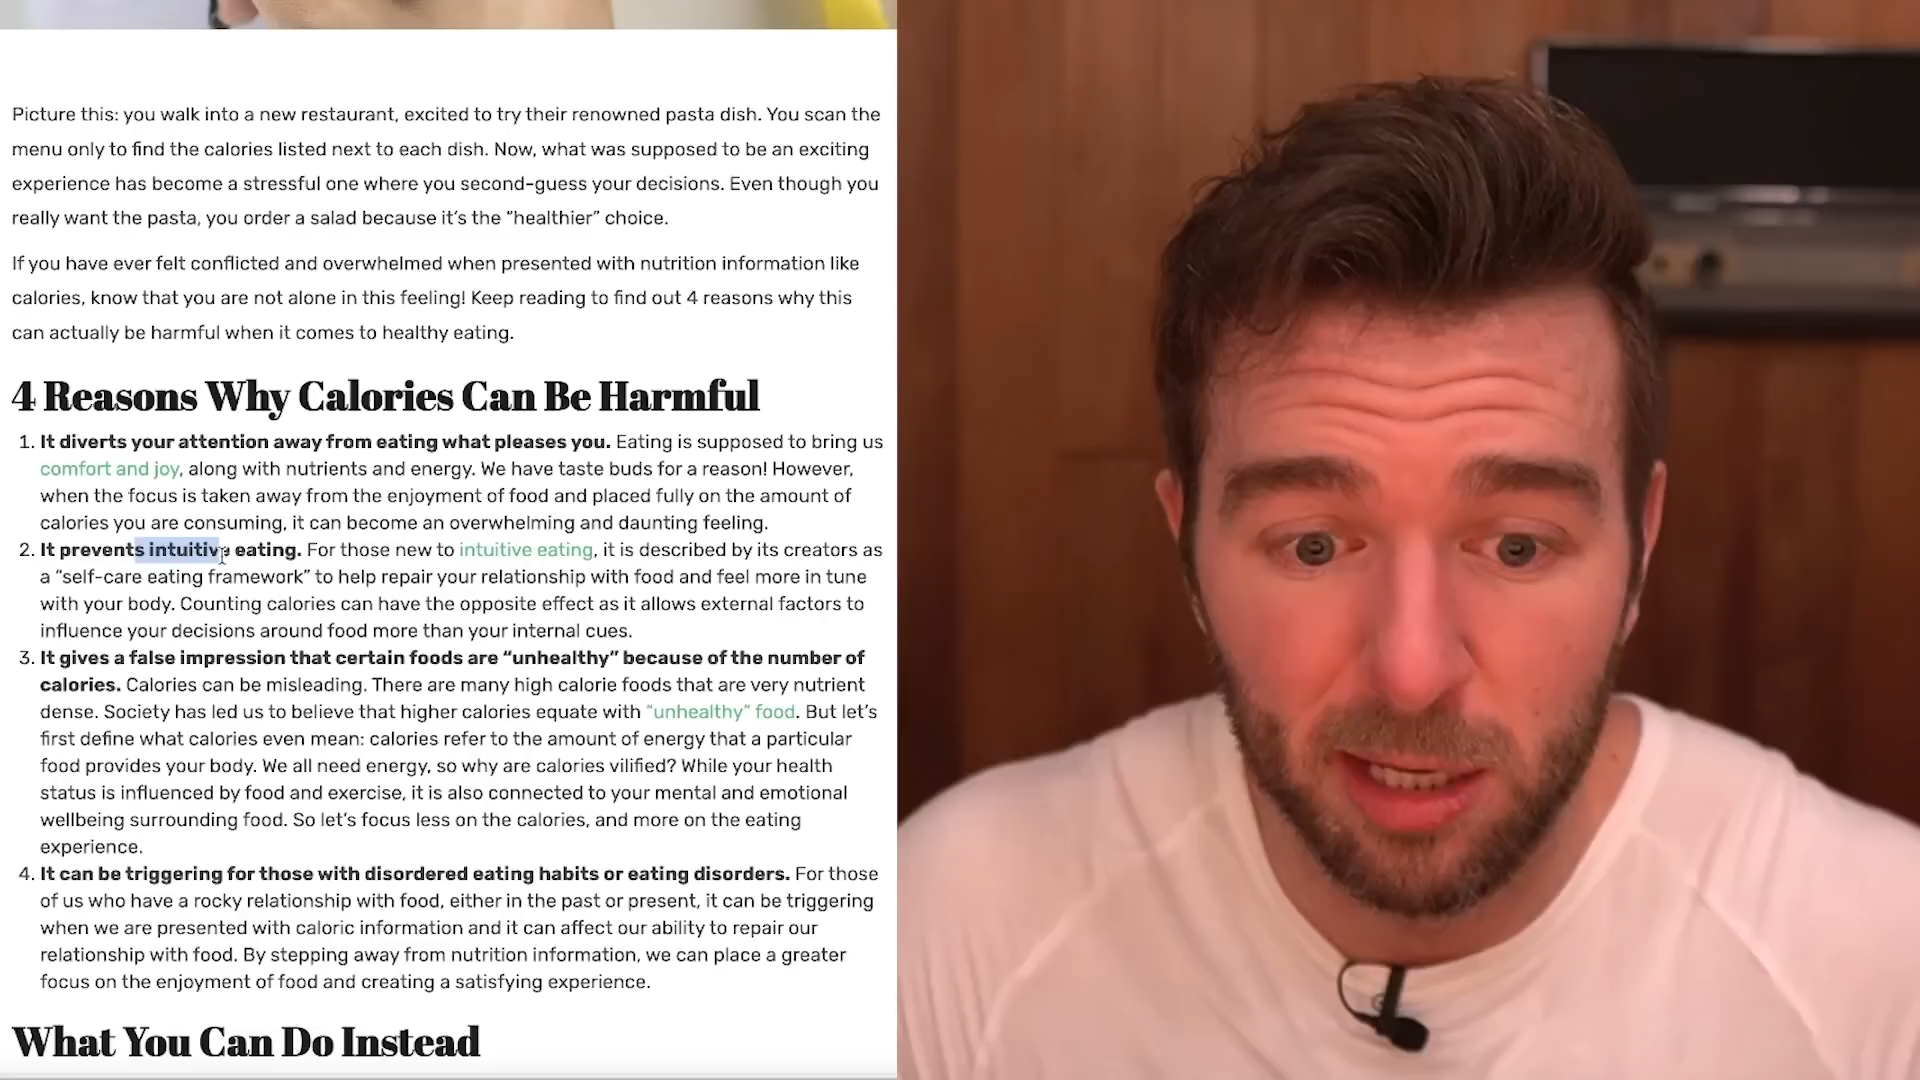 Picture this: you walk into a new restaurant, excited to try their renowned pasta dish. You scan the
menu only to find the calories listed next to each dish. Now, what was supposed to be an exciting
experience has become a stressful one where you second-guess your decisions. Even though you
really want the pasta, you order a salad because it's the “healthier” choice.
If you have ever felt conflicted and overwhelmed when presented with nutrition information like
calories, know that you are not alone in this feeling! Keep reading to find out 4 reasons why this
can actually be harmful when it comes to healthy eating.
4 Reasons Why Calories Can Be Harmful
1. It diverts your attention away from eating what pleases you. Eating is supposed to bring us
comfort and joy, along with nutrients and energy. We have taste buds for a reason! However,
when the focus is taken away from the enjoyment of food and placed fully on the amount of
calories you are consuming, it can become an overwhelming and daunting feeling.
2. It prevents intuitive eating. For those new to intuitive eating, it is described by its creators as
a “self-care eating framework” to help repair your relationship with food and feel more in tune
with your body. Counting calories can have the opposite effect as it allows external factors to
influence your decisions around food more than your internal cues.
3. It gives a false impression that certain foods are “unhealthy” because of the number of
calories. Calories can be misleading. There are many high calorie foods that are very nutrient
dense. Society has led us to believe that higher calories equate with “unhealthy” food. But let's
first define what calories even mean: calories refer to the amount of energy that a particular
food provides your body. We all need energy, so why are calories vilified? While your health
status is influenced by food and exercise, it is also connected to your mental and emotional
wellbeing surrounding food. So let's focus less on the calories, and more on the eating
experience.
4. It can be triggering for those with disordered eating habits or eating disorders. For those
of us who have a rocky relationship with food, either in the past or present, it can be triggering
when we are presented with caloric information and it can affect our ability to repair our
relationship with food. By stepping away from nutrition information, we can place a greater
focus on the enjoyment of food and creating a satisfying experience.
What You Can Do Instead